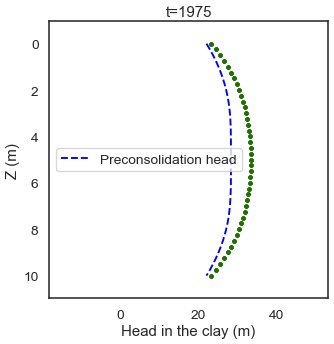 t=1975
0
2
4
6
8
10
Z (m)
Preconsolidation head
0
20
40
Head in the clay (m)